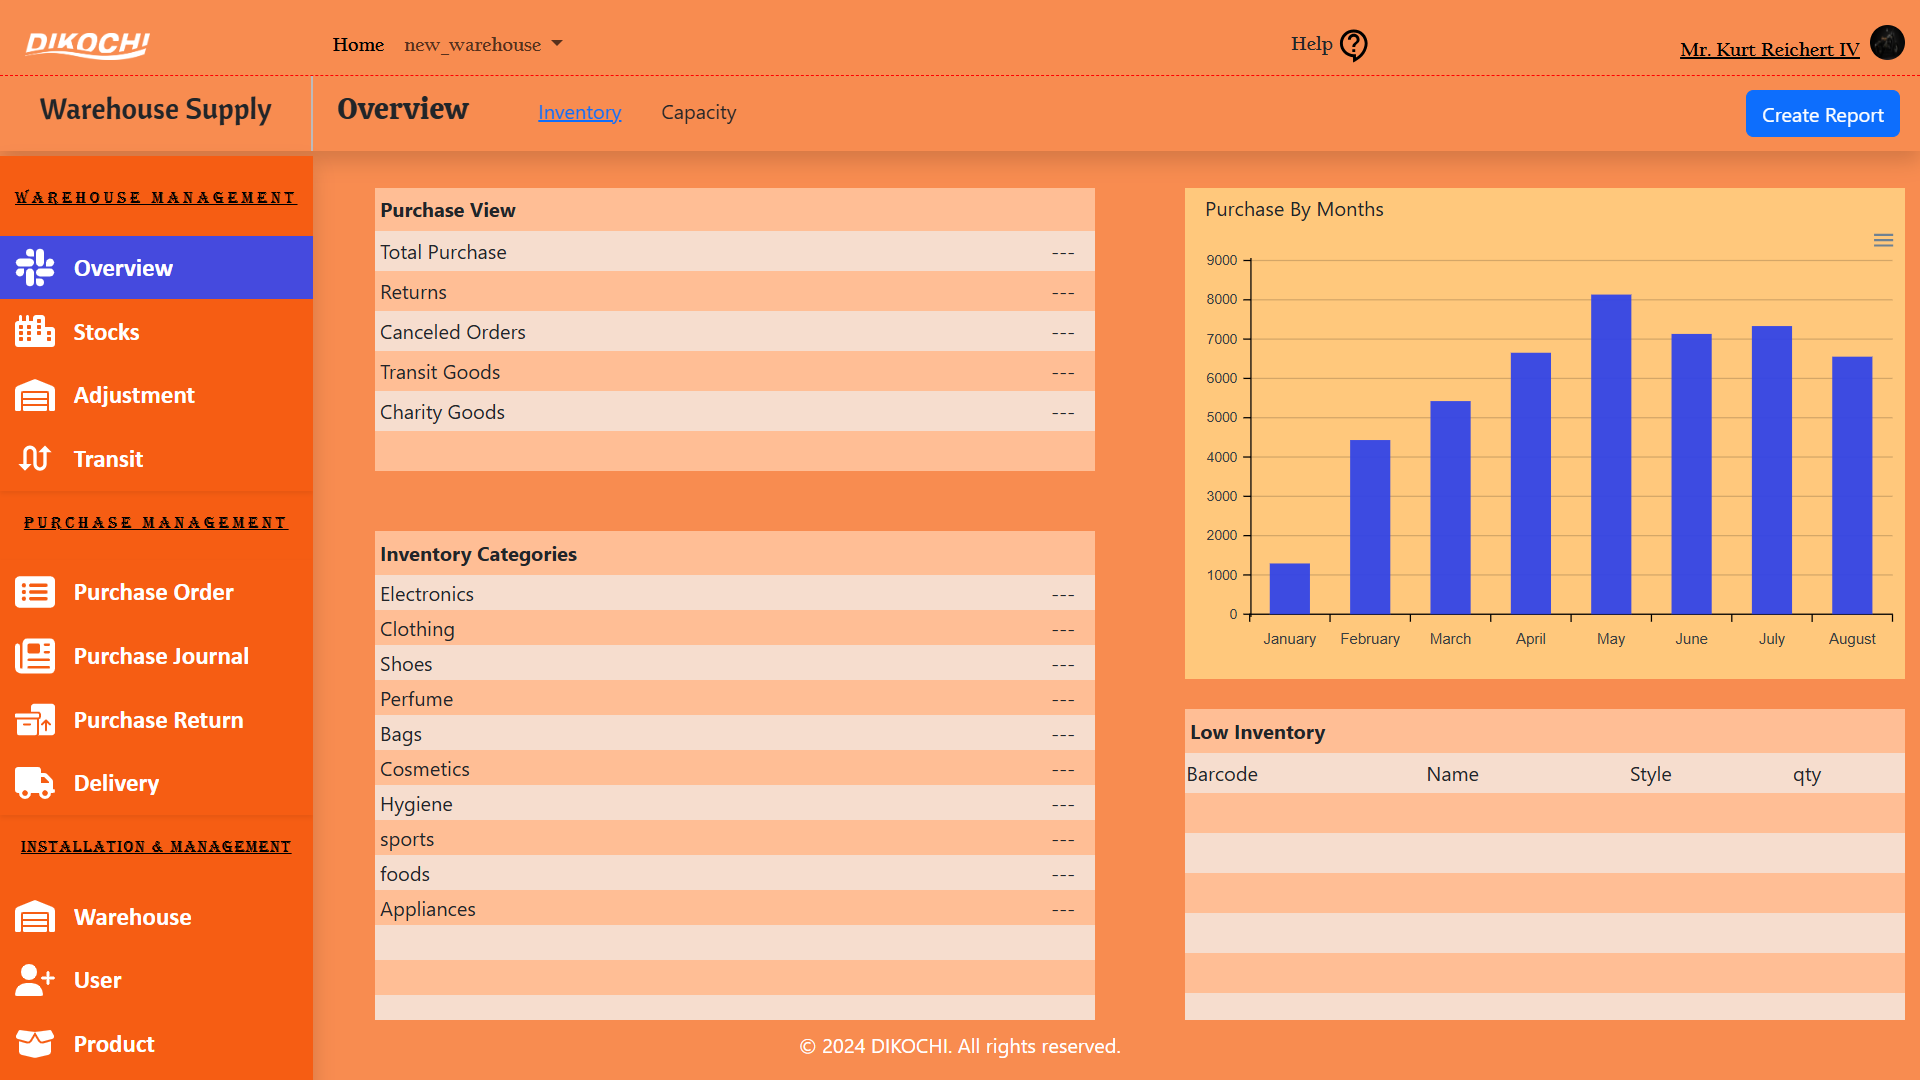 DIKOCHI
Home new_warehouse
Help
Mr. Kurt Reichert IV
Warehouse Supply
Overview Inventory Capacity
Create Report
WAREHOUSE MANAGEMENT
Overview
Stocks
Adjustment
Transit
PURCHASE MANAGEMENT
Purchase Order
Purchase Journal
Purchase Return
Delivery
INSTALLATION & MANAGEMENT
Warehouse
User
Product
Purchase View
Total Purchase ---
Returns ---
Canceled Orders ---
Transit Goods ---
Charity Goods ---
Inventory Categories
Electronics ---
Clothing ---
Shoes ---
Perfume ---
Bags ---
Cosmetics ---
Hygiene ---
sports ---
foods ---
Appliances ---
Purchase By Months
9000
8000
7000
6000
5000
4000
3000
2000
1000
0
January February March April May June July August
Low Inventory
Barcode Name Style qty
© 2024 DIKOCHI. All rights reserved.